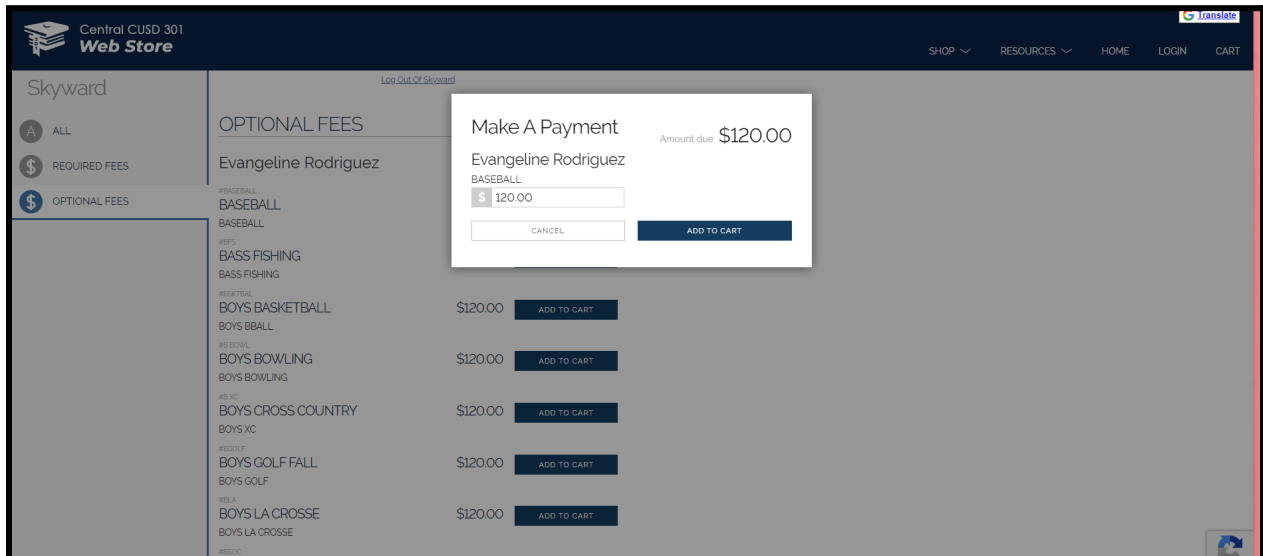 Central CUSD 301
Web Store
G Translate
SHOP
RESOURCES
HOME
LOGIN
CART
Skyward
A ALL
$ REQUIRED FEES
$ OPTIONAL FEES
Log Out Of Skyward
OPTIONAL FEES
Evangeline Rodriguez
#BASEBALL
BASEBALL
BASEBALL
#BFS
BASS FISHING
BASS FISHING
#BSKTBAL
BOYS BASKETBALL $120.00 ADD TO CART
BOYS BBALL
#B BOWL
BOYS BOWLING $120.00 ADD TO CART
BOYS BOWLING
#B XC
BOYS CROSS COUNTRY $120.00 ADD TO CART
BOYS XC
#BGOLF
BOYS GOLF FALL $120.00 ADD TO CART
BOYS GOLF
#BLA
BOYS LA CROSSE $120.00 ADD TO CART
BOYS LA CROSSE
Make A Payment
Amount due: $120.00
Evangeline Rodriguez
BASEBALL
$ 120.00
CANCEL
ADD TO CART